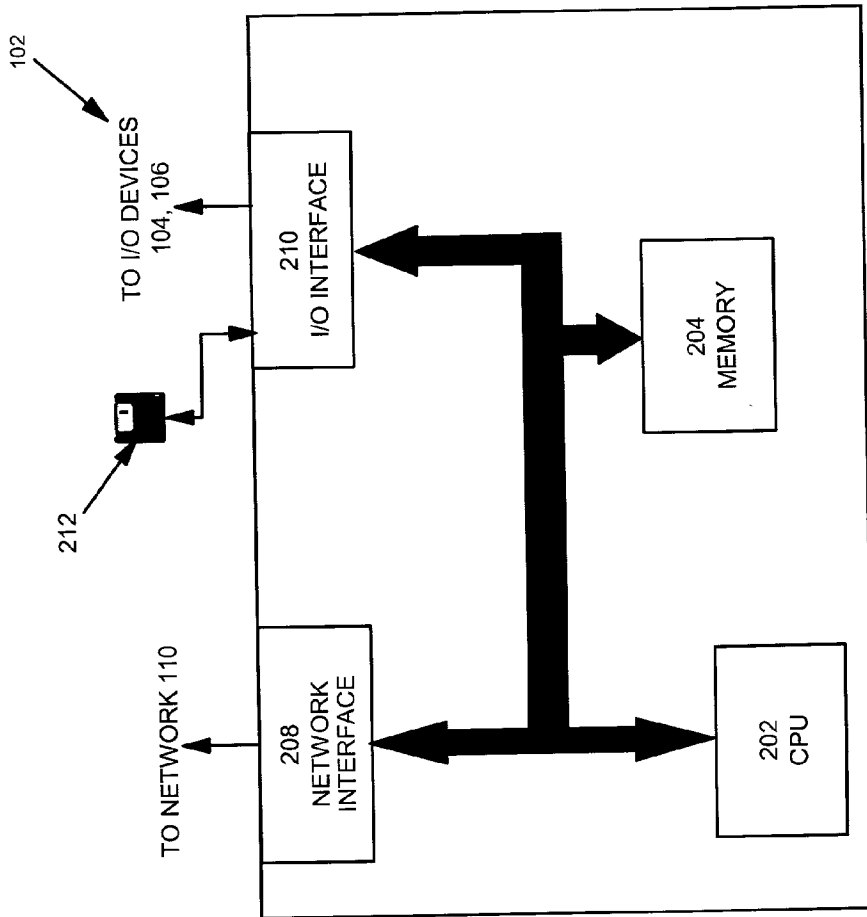 102
TO I/O DEVICES
104, 106
212
TO NETWORK 110
210
I/O INTERFACE
208
NETWORK
INTERFACE
204
MEMORY
202
CPU